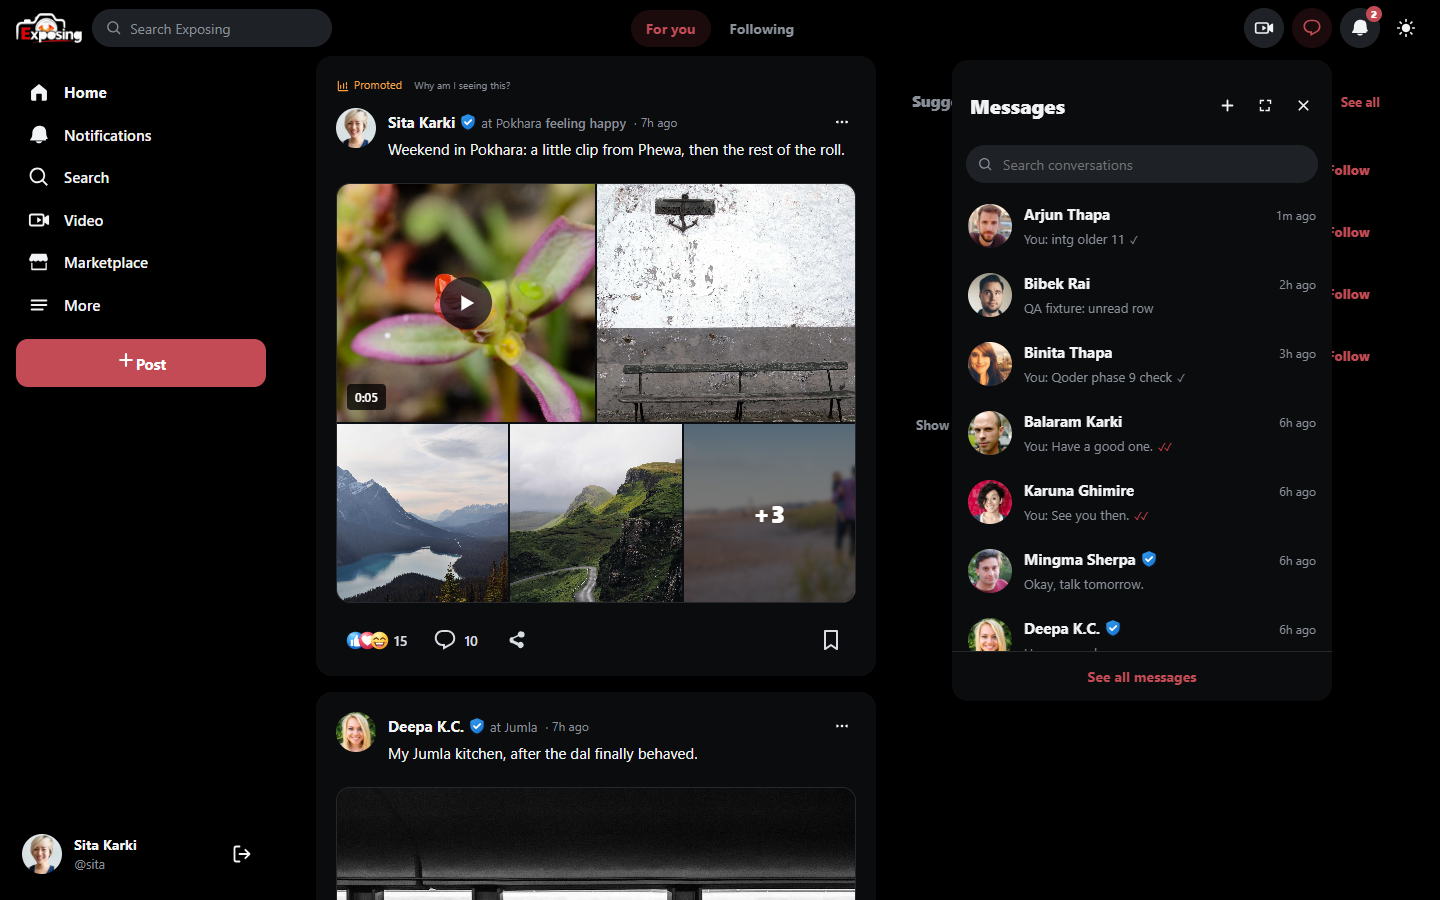 Exposing
Search Exposing
For you
Following
2
Home
Notifications
Search
Video
Marketplace
More
+Post
Sita Karki
@sita
Promoted Why am I seeing this?
Sita Karki at Pokhara feeling happy · 7h ago
Weekend in Pokhara: a little clip from Phewa, then the rest of the roll.
0:05
+3
15
10
Deepa K.C. at Jumla · 7h ago
My Jumla kitchen, after the dal finally behaved.
Sugge
See all
Follow
Follow
Follow
Follow
Show
Messages
Search conversations
Arjun Thapa 1m ago
You: intg older 11 ✓
Bibek Rai 2h ago
QA fixture: unread row
Binita Thapa 3h ago
You: Qoder phase 9 check ✓
Balaram Karki 6h ago
You: Have a good one. ✓✓
Karuna Ghimire 6h ago
You: See you then. ✓✓
Mingma Sherpa 6h ago
Okay, talk tomorrow.
Deepa K.C. 6h ago
See all messages